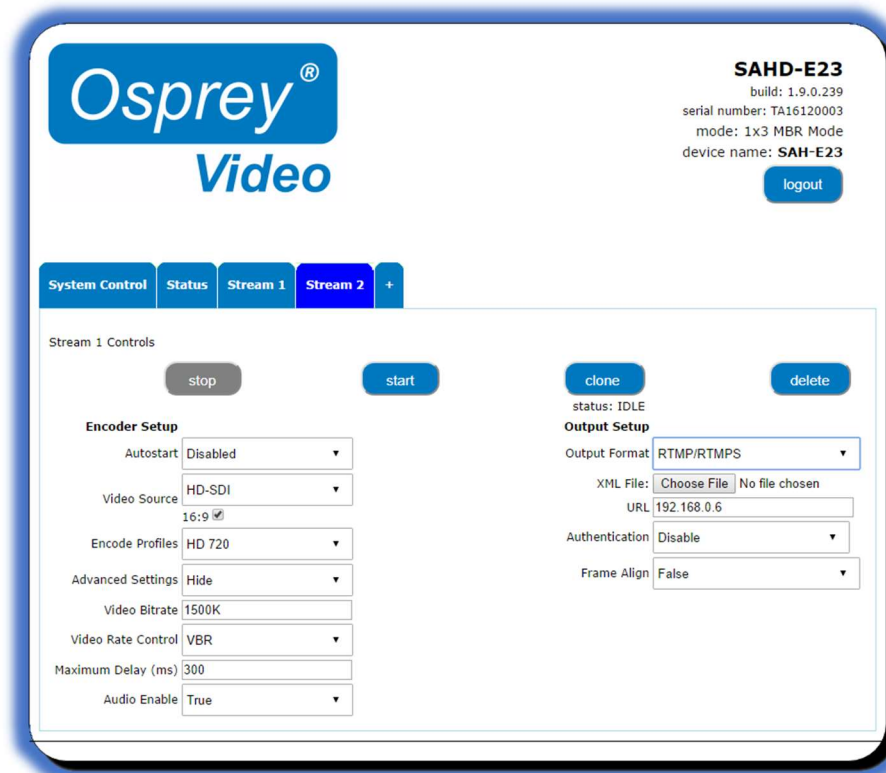 Osprey®
Video
SAHD-E23
build: 1.9.0.239
serial number: TA16120003
mode: 1x3 MBR Mode
device name: SAH-E23
logout
System Control Status Stream 1 Stream 2 +
Stream 1 Controls
stop start clone delete
status: IDLE
Encoder Setup
Autostart Disabled
Video Source HD-SDI
16:9
Encode Profiles HD 720
Advanced Settings Hide
Video Bitrate 1500K
Video Rate Control VBR
Maximum Delay (ms) 300
Audio Enable True
Output Setup
Output Format RTMP/RTMPS
XML File: Choose File No file chosen
URL 192.168.0.6
Authentication Disable
Frame Align False